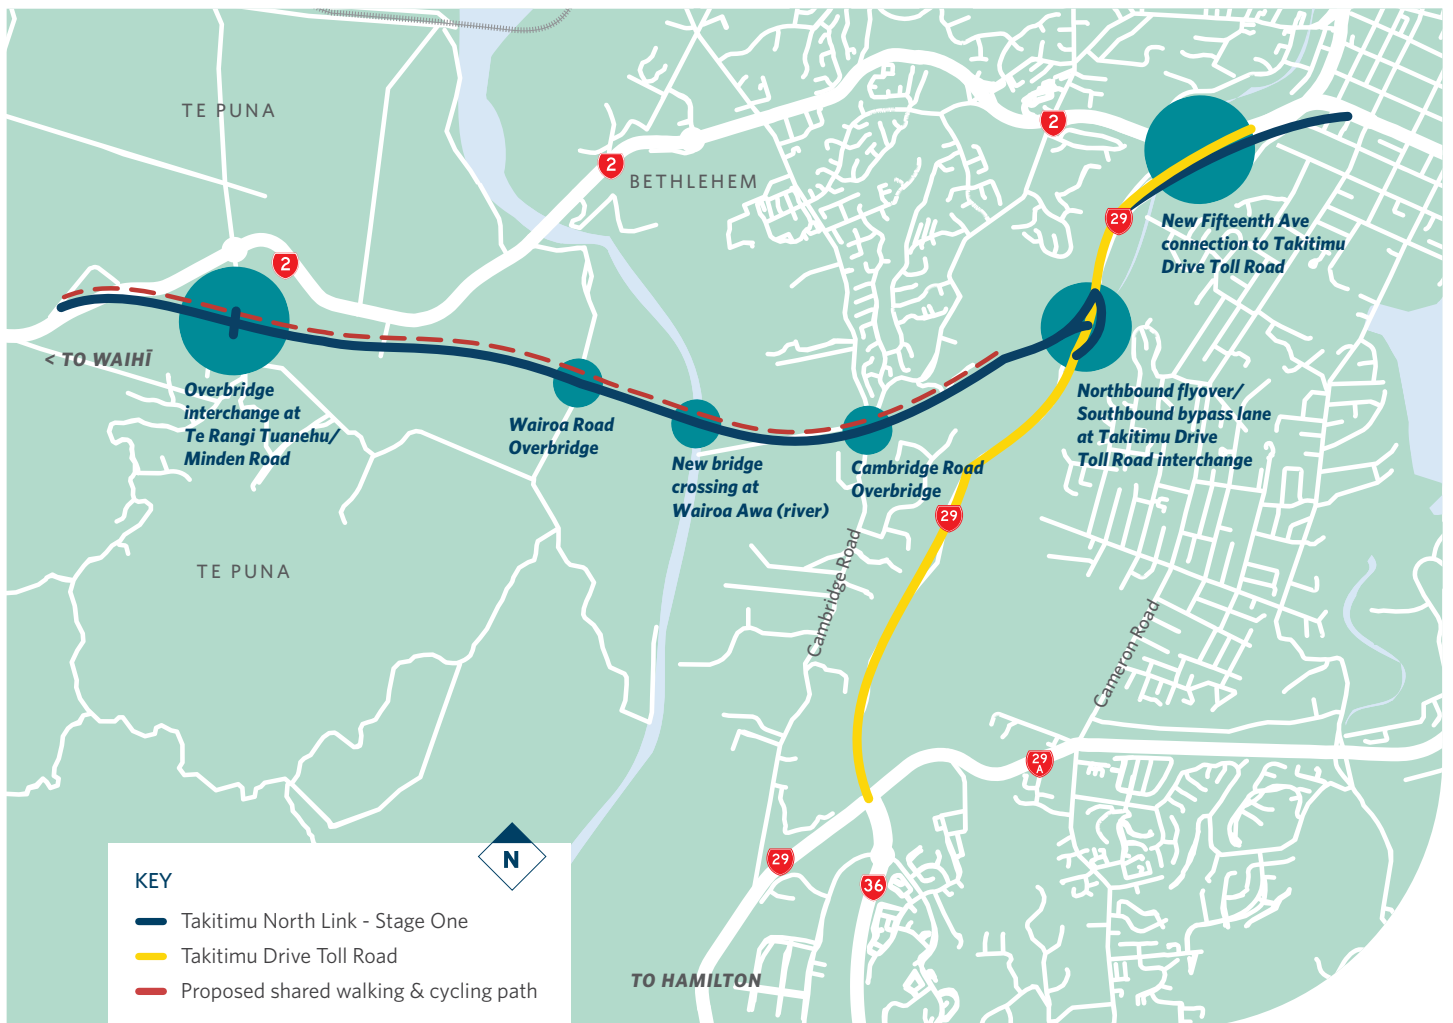 TE PUNA
2
2
BETHLEHEM
29
New Fifteenth Ave
connection to Takitimu
Drive Toll Road
2
< TO WAIHĪ
Overbridge
interchange at
Te Rangi Tuanehu/
Minden Road
Wairoa Road
Overbridge
New bridge
crossing at
Wairoa Awa (river)
Cambridge Road
Overbridge
Northbound flyover/
Southbound bypass lane
at Takitimu Drive
Toll Road interchange
29
TE PUNA
Cambridge Road
Cameron Road
29
A
29
36
TO HAMILTON
N
KEY
Takitimu North Link - Stage One
Takitimu Drive Toll Road
Proposed shared walking & cycling path